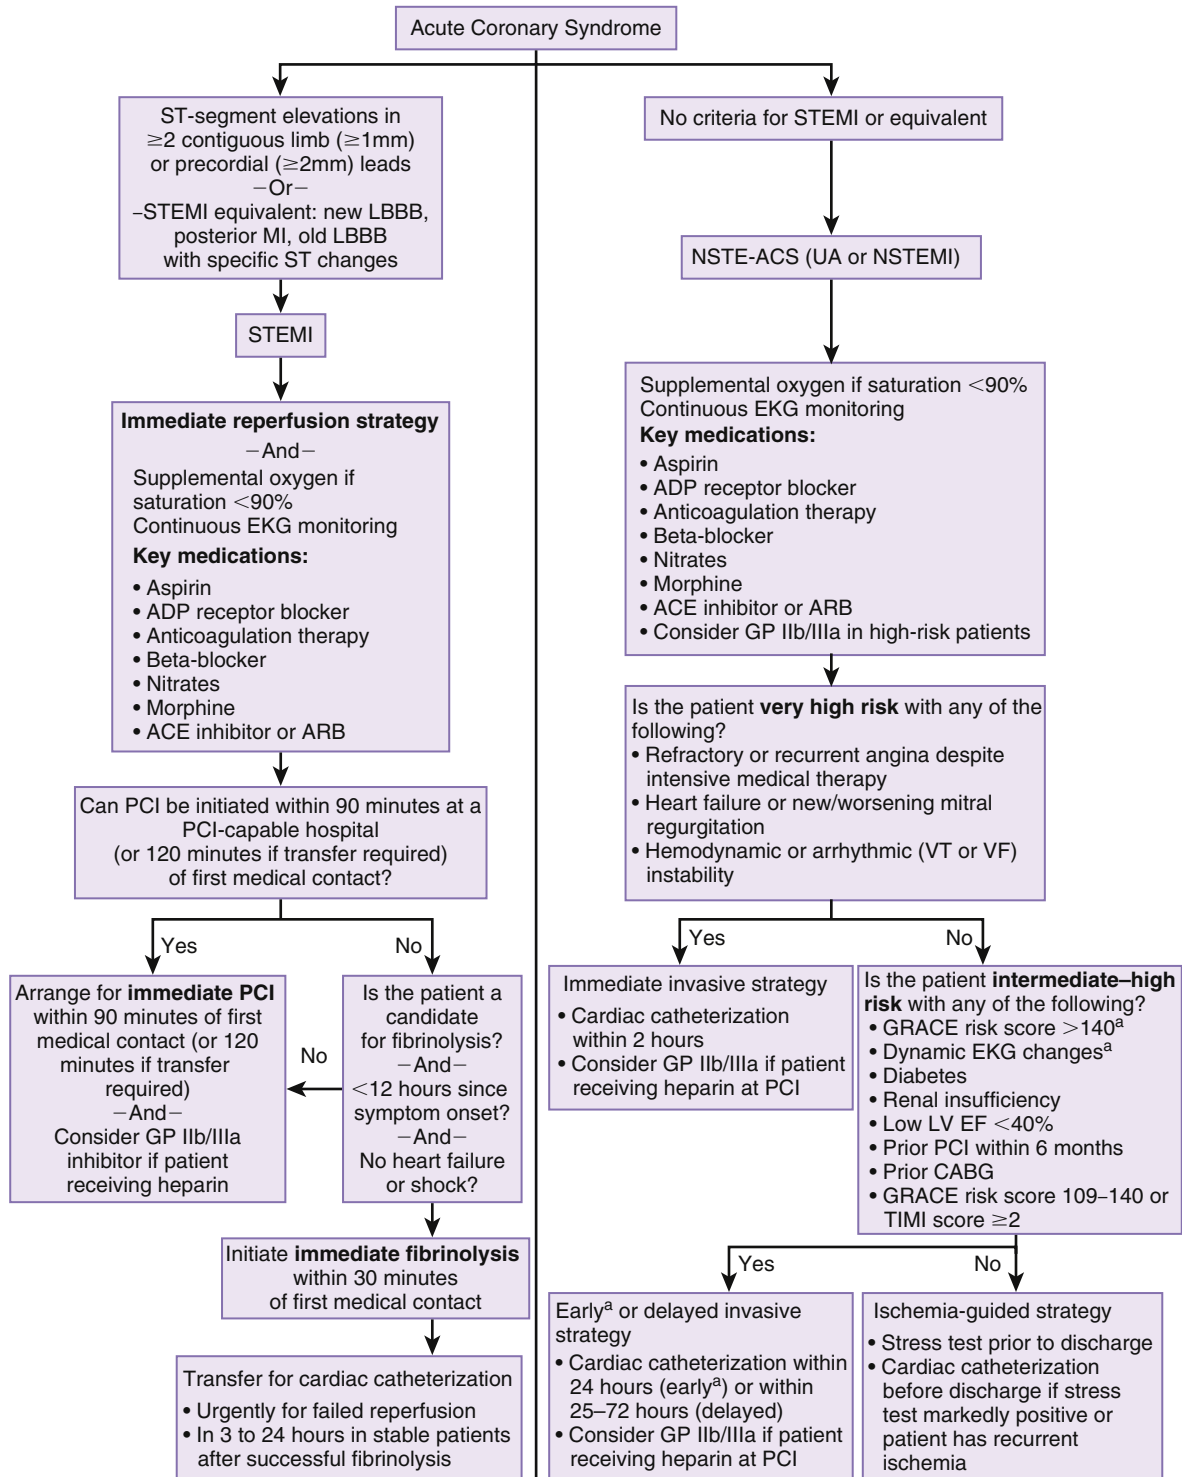 Acute Coronary Syndrome
ST-segment elevations in
≥2 contiguous limb (≥1mm)
or precordial (≥2mm) leads
–Or–
–STEMI equivalent: new LBBB,
posterior MI, old LBBB
with specific ST changes
STEMI
Immediate reperfusion strategy
–And–
Supplemental oxygen if
saturation <90%
Continuous EKG monitoring
Key medications:
• Aspirin
• ADP receptor blocker
• Anticoagulation therapy
• Beta-blocker
• Nitrates
• Morphine
• ACE inhibitor or ARB
Can PCI be initiated within 90 minutes at a
PCI-capable hospital
(or 120 minutes if transfer required)
of first medical contact?
Yes
No
Arrange for immediate PCI
within 90 minutes of first
medical contact (or 120
minutes if transfer
required)
–And–
Consider GP IIb/IIIa
inhibitor if patient
receiving heparin
No
Is the patient a
candidate
for fibrinolysis?
–And–
<12 hours since
symptom onset?
–And–
No heart failure
or shock?
Initiate immediate fibrinolysis
within 30 minutes
of first medical contact
Transfer for cardiac catheterization
• Urgently for failed reperfusion
• In 3 to 24 hours in stable patients
after successful fibrinolysis
No criteria for STEMI or equivalent
NSTE-ACS (UA or NSTEMI)
Supplemental oxygen if saturation <90%
Continuous EKG monitoring
Key medications:
• Aspirin
• ADP receptor blocker
• Anticoagulation therapy
• Beta-blocker
• Nitrates
• Morphine
• ACE inhibitor or ARB
• Consider GP IIb/IIIa in high-risk patients
Is the patient very high risk with any of the
following?
• Refractory or recurrent angina despite
intensive medical therapy
• Heart failure or new/worsening mitral
regurgitation
• Hemodynamic or arrhythmic (VT or VF)
instability
Yes
No
Immediate invasive strategy
• Cardiac catheterization
within 2 hours
• Consider GP IIb/IIIa if patient
receiving heparin at PCI
Is the patient intermediate–high
risk with any of the following?
• GRACE risk score >140a
• Dynamic EKG changesa
• Diabetes
• Renal insufficiency
• Low LV EF <40%
• Prior PCI within 6 months
• Prior CABG
• GRACE risk score 109–140 or
TIMI score ≥2
Yes
No
Earlya or delayed invasive
strategy
• Cardiac catheterization within
24 hours (earlya) or within
25–72 hours (delayed)
• Consider GP IIb/IIIa if patient
receiving heparin at PCI
Ischemia-guided strategy
• Stress test prior to discharge
• Cardiac catheterization
before discharge if stress
test markedly positive or
patient has recurrent
ischemia